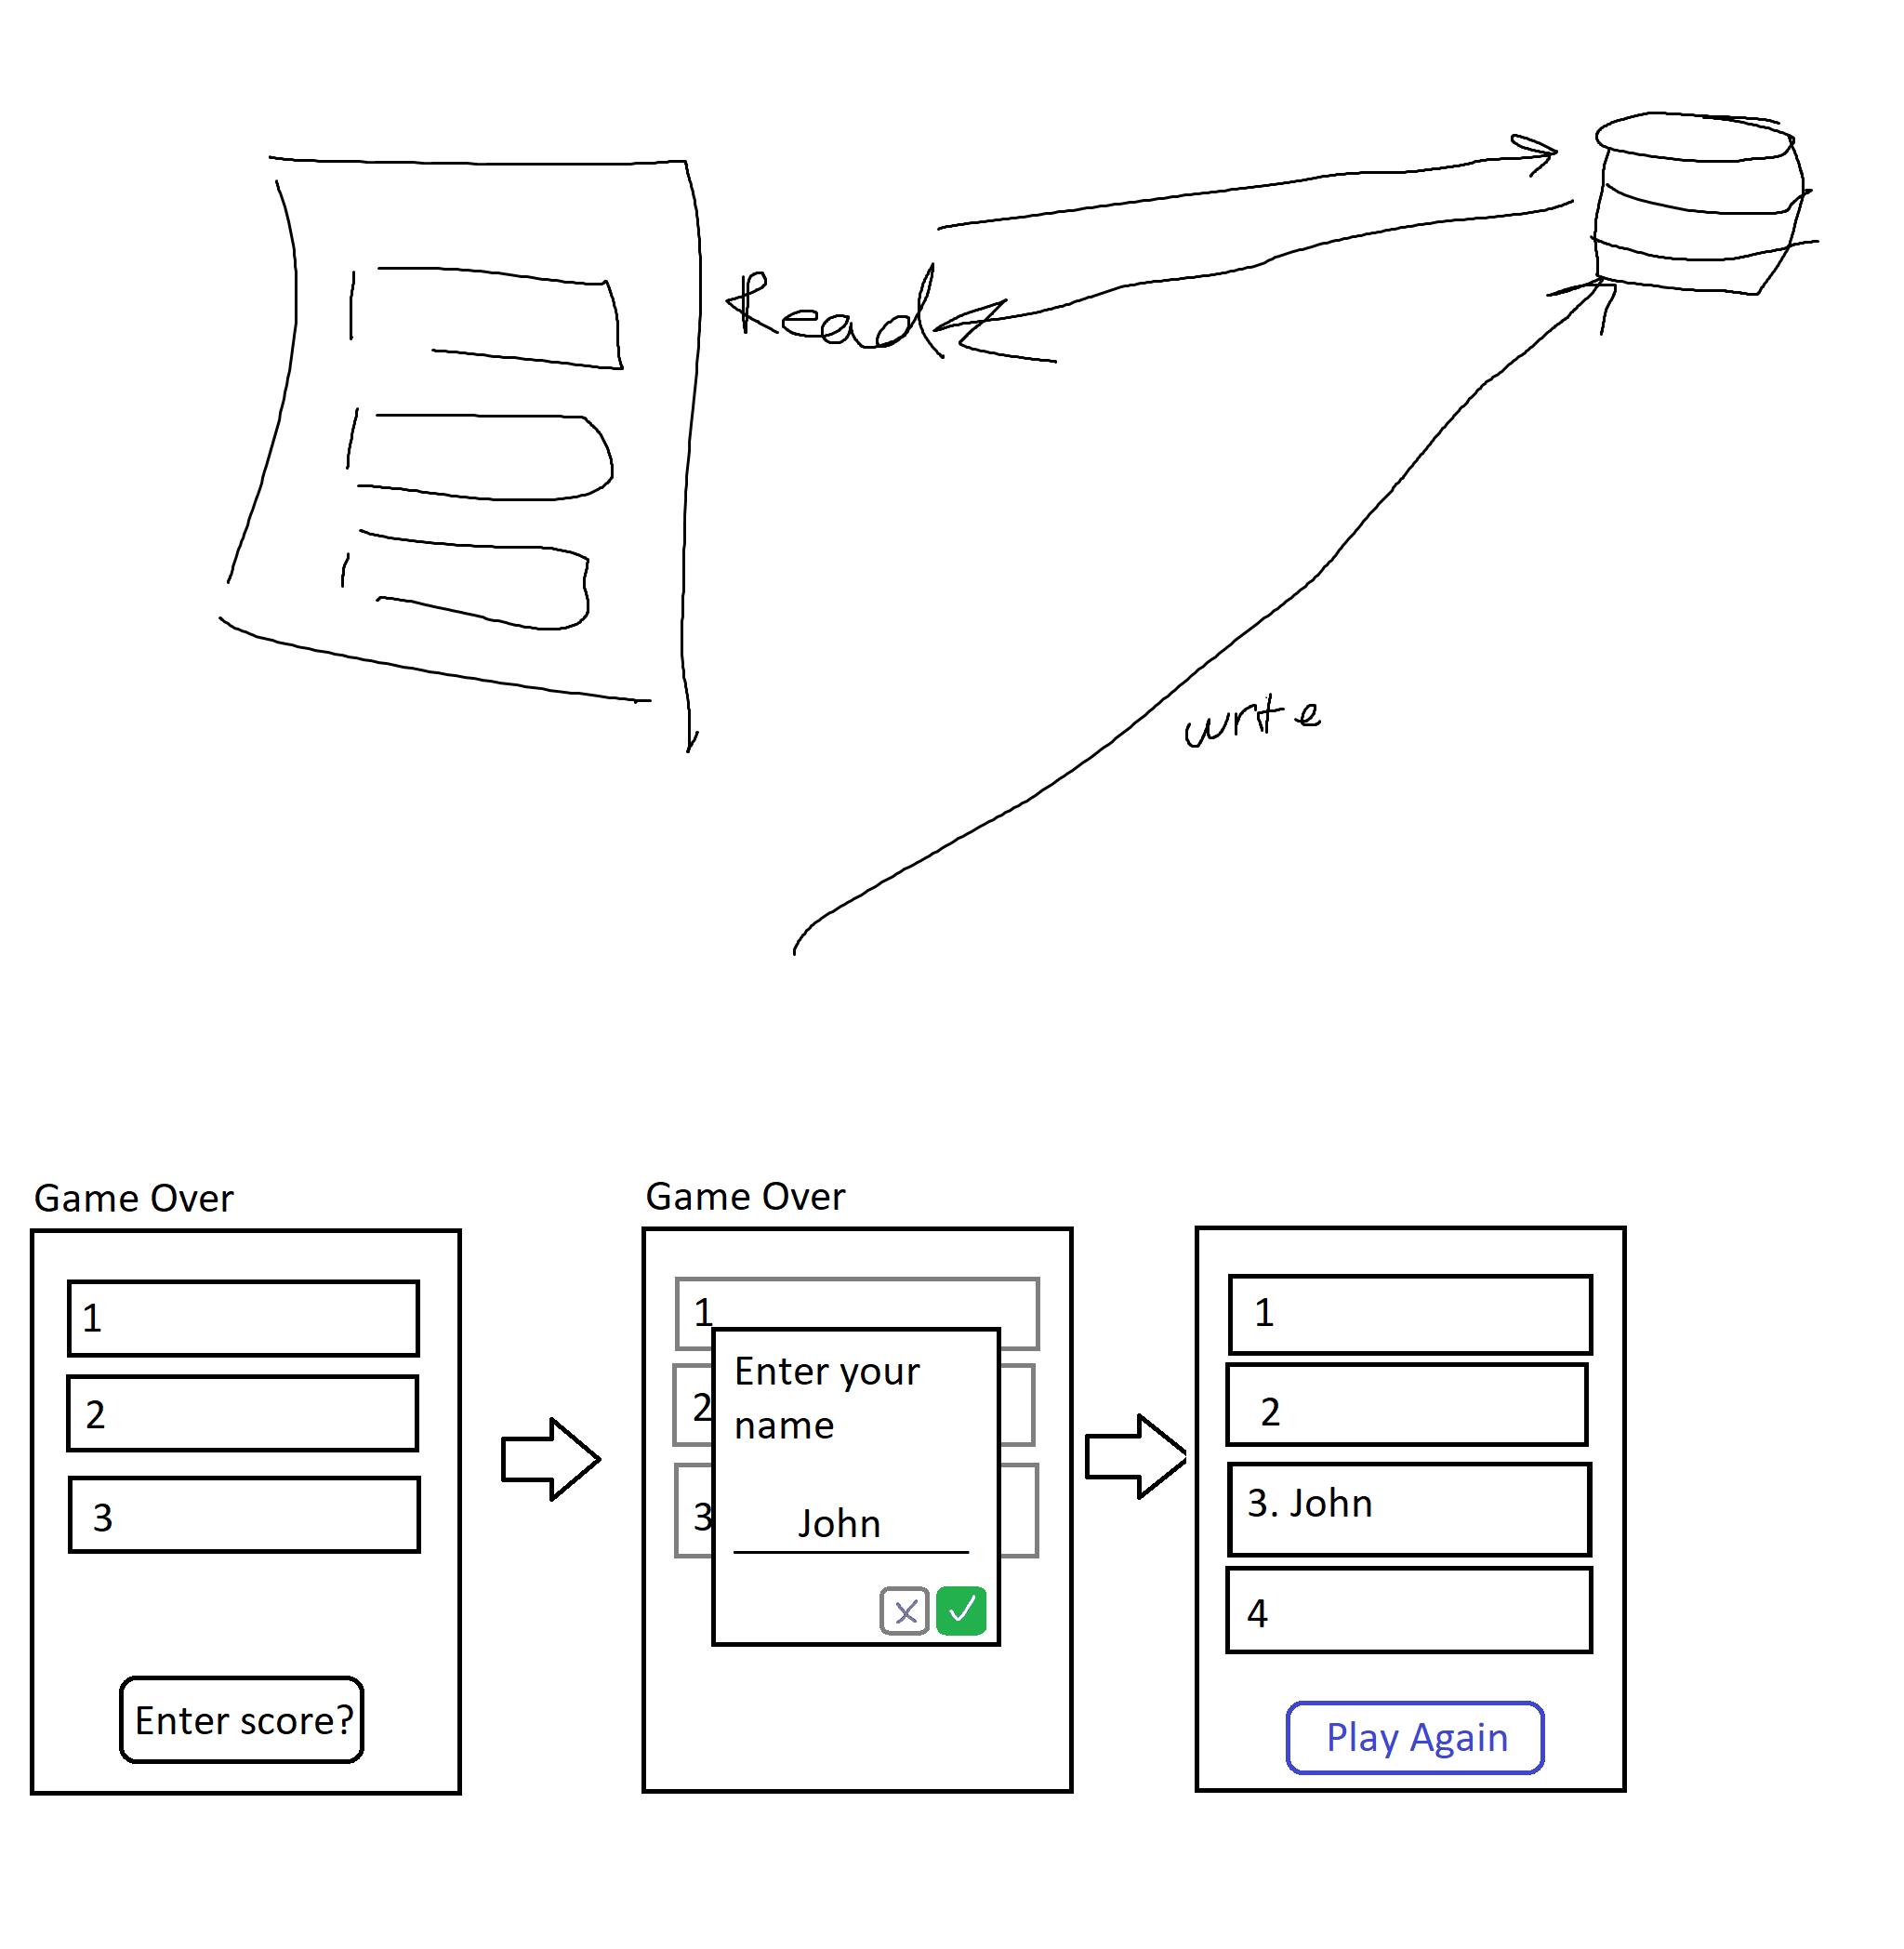 Read
write
Game Over
1
2
3
Enter score?
Game Over
1
2
3
Enter your
name
John
1
2
3. John
4
Play Again